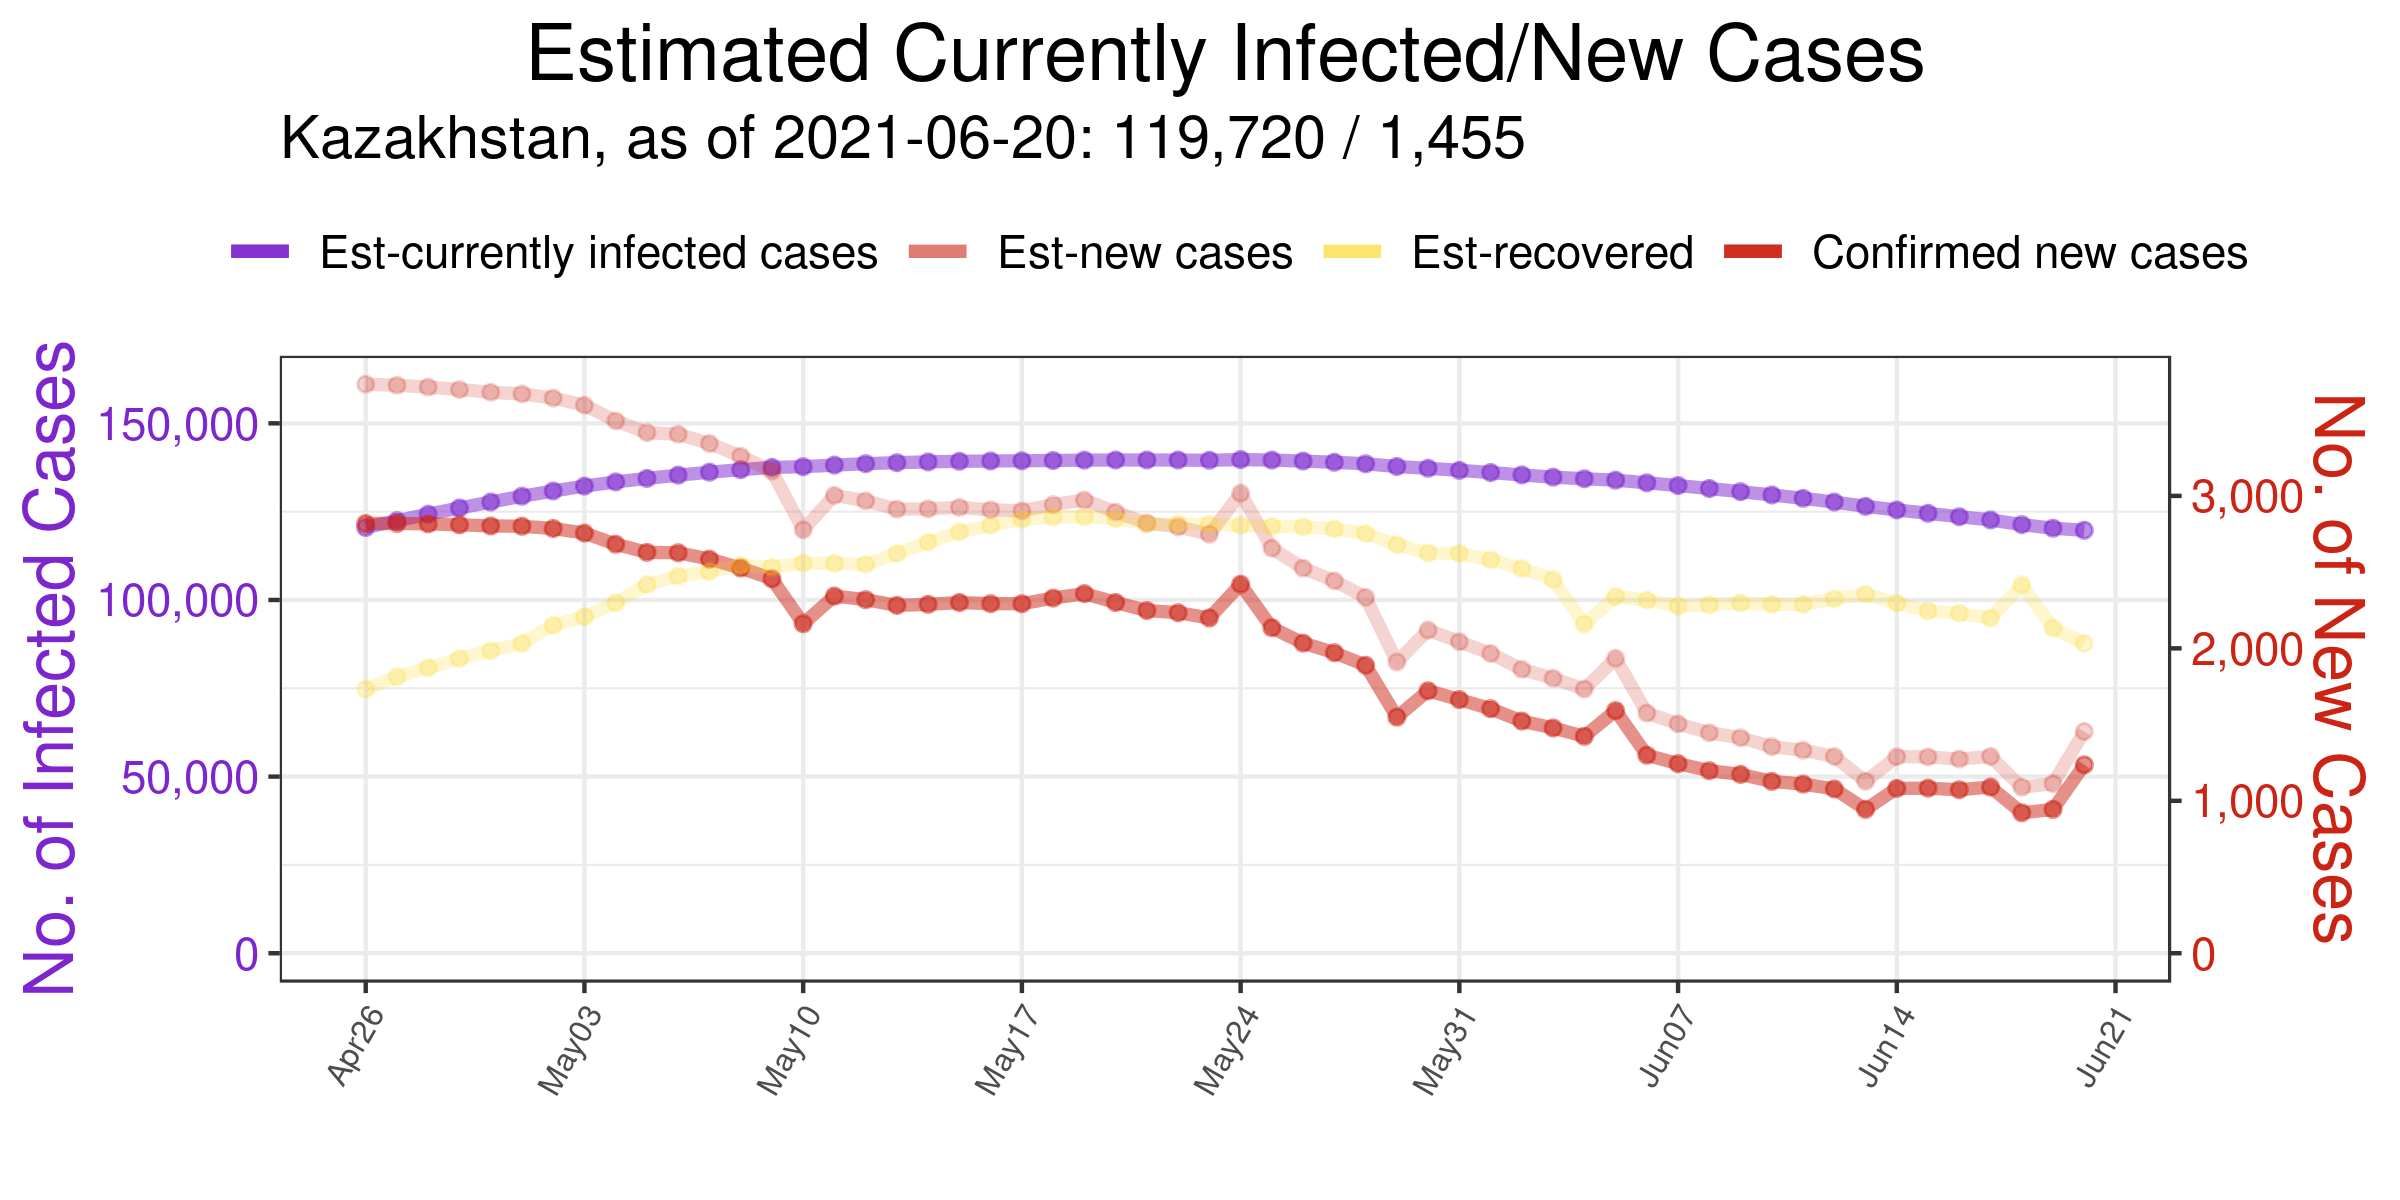 Estimated Currently Infected/New Cases
Kazakhstan, as of 2021-06-20: 119,720 / 1,455
Est-currently infected cases Est-new cases Est-recovered Confirmed new cases
No. of Infected Cases
150,000
100,000
50,000
0
3,000
2,000
1,000
0
No. of New Cases
Apr26 May03 May10 May17 May24 May31 Jun07 Jun14 Jun21